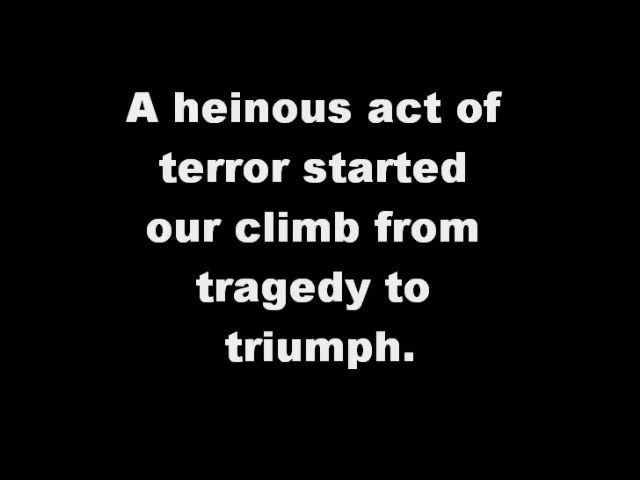 A heinous act of
terror started
our climb from
tragedy to
triumph.